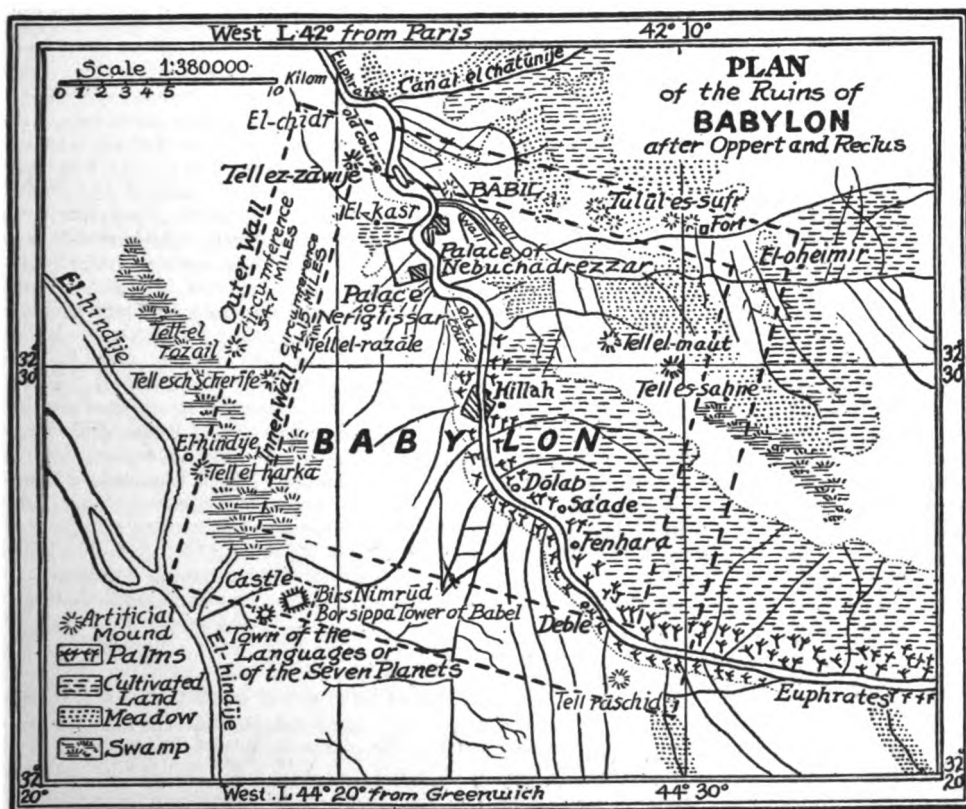 West L.42° from Paris
42°10
Scale 1:380000
0 1 2 3 4 5 10 Kilom
PLAN
of the Ruins of
BABYLON
after Oppert and Reclus
Euphrates
Canal el Chatunije
El-chidr
old course
Tell ez-zawije
BABIL
El-kasr
Tulul es-sufr
Fort
El-oheimir
Wall
Palace of
Nebuchadrezzar
Outer Wall
CIRCUMFERENCE
54.7 MILES
Inner Wall
Circumference
41.15 MILES
Palace
of
Neriglissar
old course
El-hindije
Tell-el
Fozail
Tell el-razale
Tell el-maut
32°
30
32°
30
Tell esch scherife
Tell es-sahne
Hillah
BABYLON
El-hindije
Tell el-harka
Dolab
Saade
Fenhara
Castle
Birs Nimrud
Borsippa Tower of Babel
Deble
Town of the
Languages or
of the Seven Planets
Artificial
Mound
Palms
Cultivated
Land
Meadow
Swamp
El-hindije
Tell Paschid
Euphrates
32°
20°
West L 44° 20 from Greenwich
44° 30
32°
20°